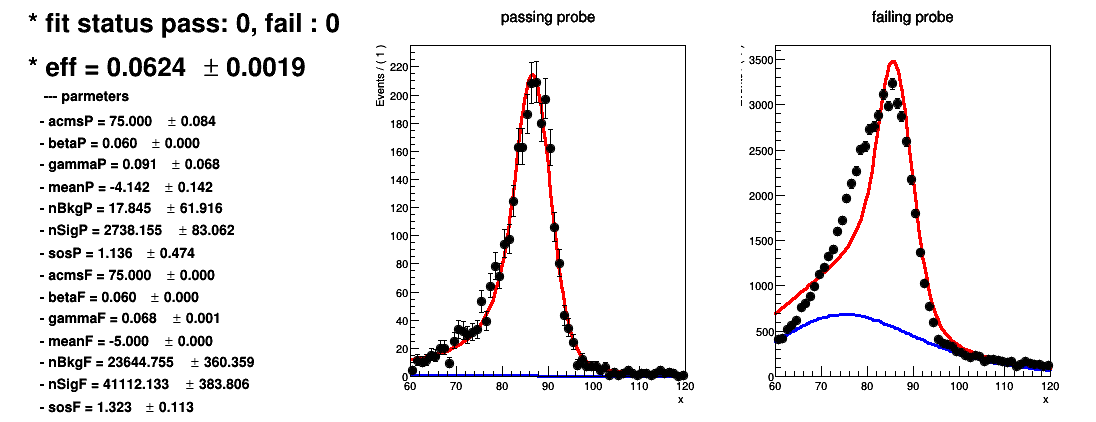 * fit status pass: 0, fail : 0
* eff = 0.0624 ± 0.0019
--- parmeters
- acmsP = 75.000 ± 0.084
- betaP = 0.060 ± 0.000
- gammaP = 0.091 ± 0.068
- meanP = -4.142 ± 0.142
- nBkgP = 17.845 ± 61.916
- nSigP = 2738.155 ± 83.062
- sosP = 1.136 ± 0.474
- acmsF = 75.000 ± 0.000
- betaF = 0.060 ± 0.000
- gammaF = 0.068 ± 0.001
- meanF = -5.000 ± 0.000
- nBkgF = 23644.755 ± 360.359
- nSigF = 41112.133 ± 383.806
- sosF = 1.323 ± 0.113
passing probe
Events / ( 1 )
220
200
180
160
140
120
100
80
60
40
20
0
60 70 80 90 100 110 120
x
failing probe
3500
3000
2500
2000
1500
1000
500
0
60 70 80 90 100 110 120
x